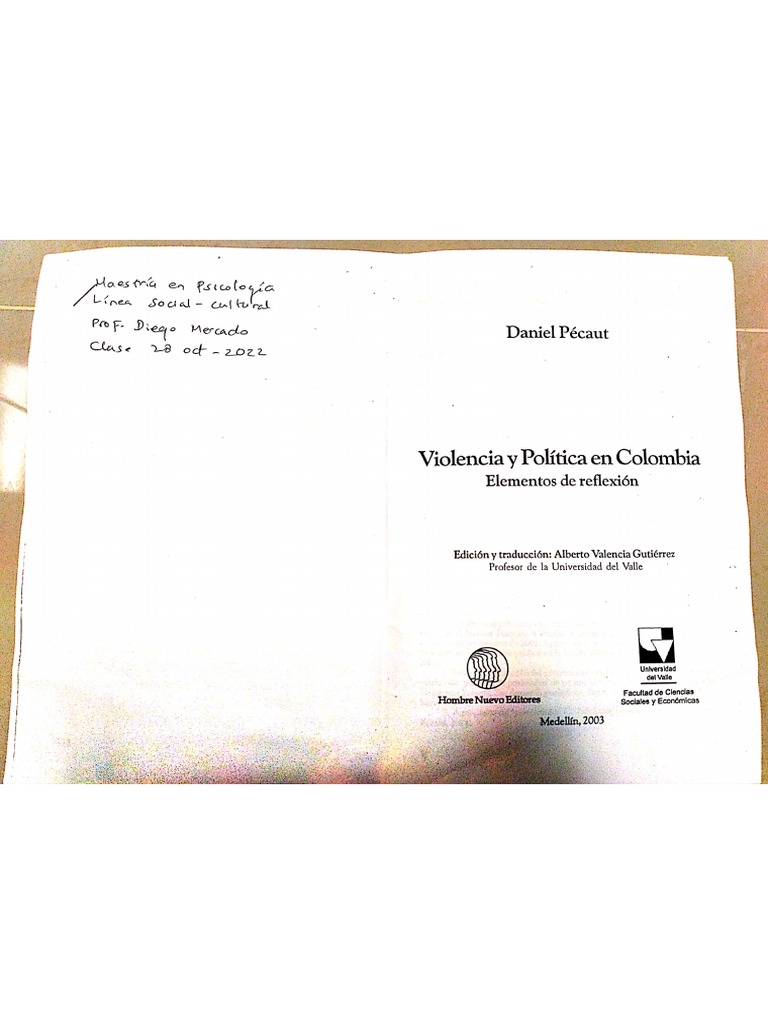 Maestría en Psicología
Línea Social - Cultural
Prof. Diego Mercado
Clase 28 oct - 2022
Daniel Pécaut
Violencia y Política en Colombia
Elementos de reflexión
Edición y traducción: Alberto Valencia Gutiérrez
Profesor de la Universidad del Valle
Hombre Nuevo Editores
Universidad
del Valle
Facultad de Ciencias
Sociales y Económicas
Medellín, 2003